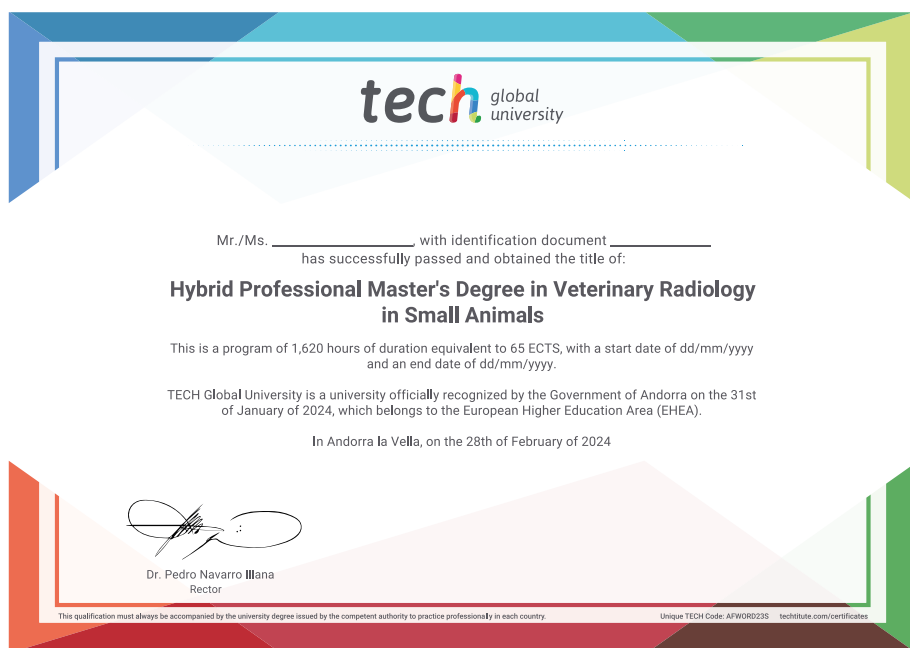 tech global
university
Mr./Ms. ____________, with identification document ____________
has successfully passed and obtained the title of:
Hybrid Professional Master's Degree in Veterinary Radiology
in Small Animals
This is a program of 1,620 hours of duration equivalent to 65 ECTS, with a start date of dd/mm/yyyy
and an end date of dd/mm/yyyy.
TECH Global University is a university officially recognized by the Government of Andorra on the 31st
of January of 2024, which belongs to the European Higher Education Area (EHEA).
In Andorra la Vella, on the 28th of February of 2024
Dr. Pedro Navarro Illana
Rector
This qualification must always be accompanied by the university degree issued by the competent authority to practice professionally in each country.
Unique TECH Code: AFWORD23S techtitute.com/certificates